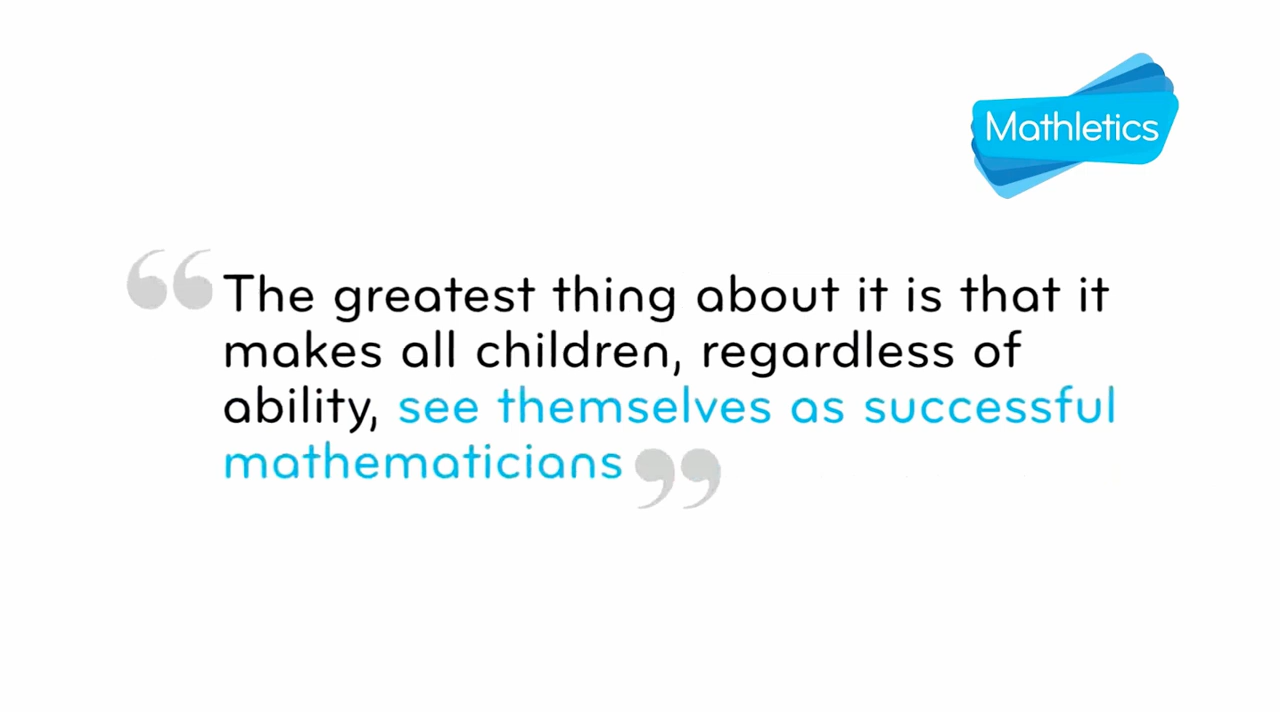 Mathletics
“The greatest thing about it is that it
makes all children, regardless of
ability, see themselves as successful
mathematicians”